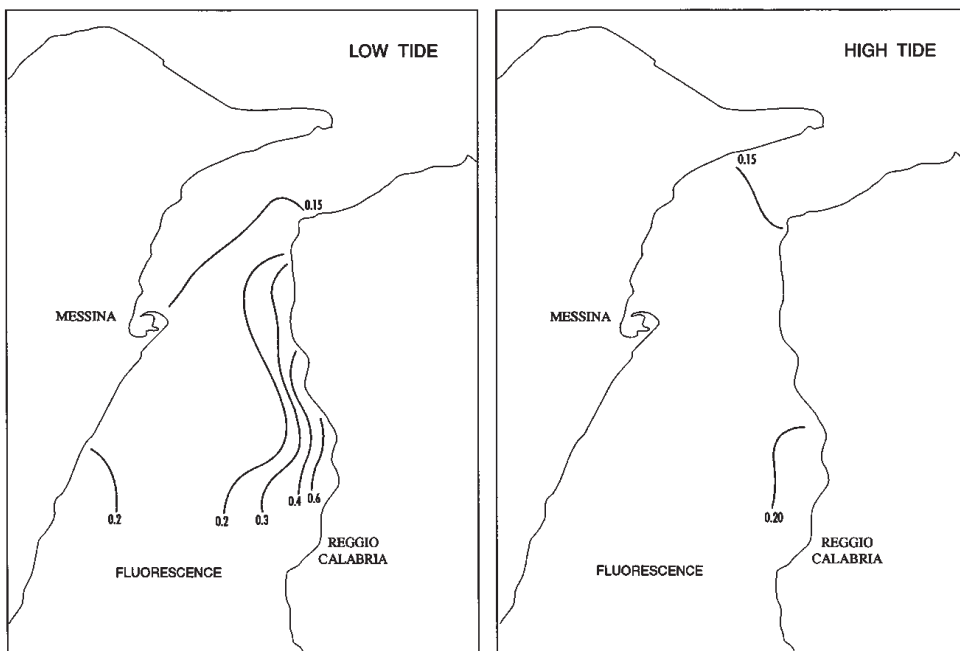 LOW TIDE
0.15
MESSINA
0.2
0.2
0.3
0.4
0.6
REGGIO
CALABRIA
FLUORESCENCE
HIGH TIDE
0.15
MESSINA
0.20
REGGIO
CALABRIA
FLUORESCENCE